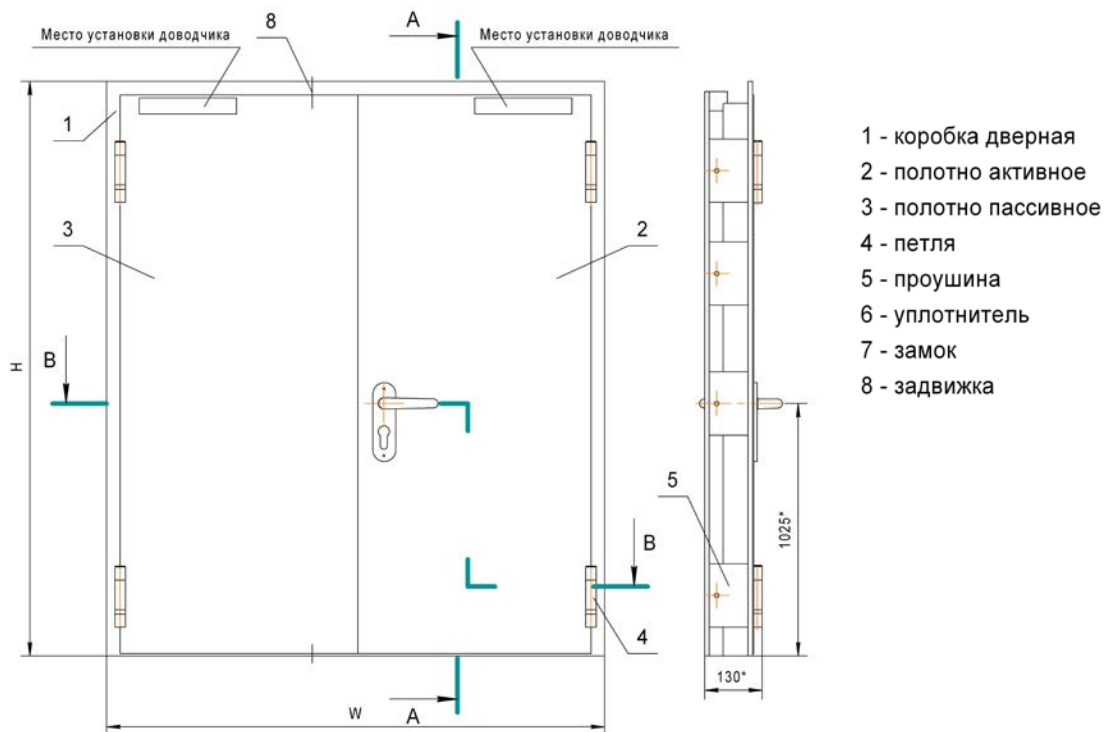 8
А
Место установки доводчика
Место установки доводчика
1
3
2
В
H
5
В
4
1025*
130*
W
А
1 - коробка дверная
2 - полотно активное
3 - полотно пассивное
4 - петля
5 - проушина
6 - уплотнитель
7 - замок
8 - задвижка